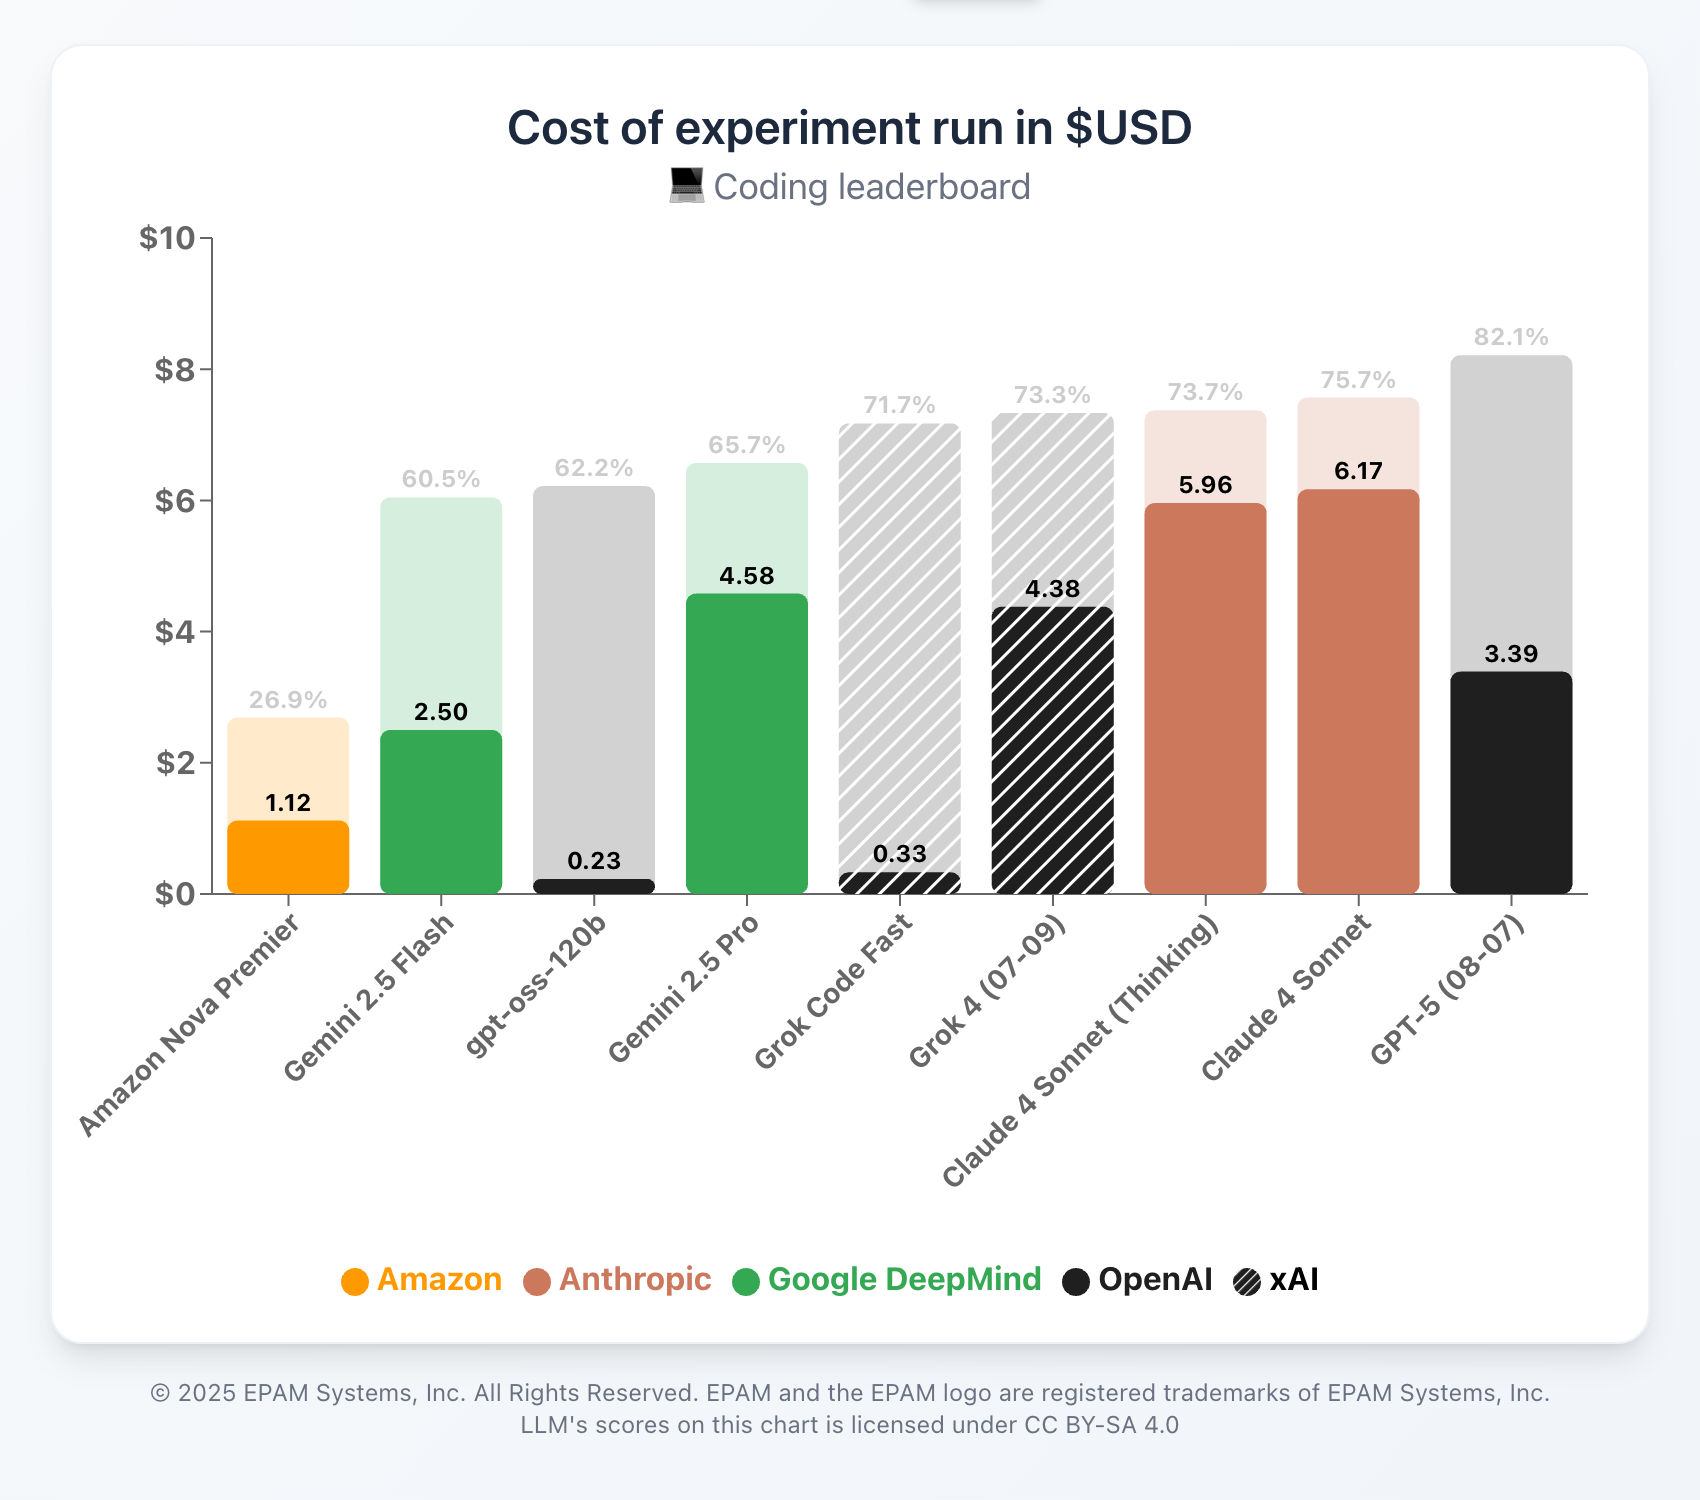 Cost of experiment run in $USD
💻 Coding leaderboard
$10
$8
$6
$4
$2
$0
26.9%
1.12
60.5%
2.50
62.2%
0.23
65.7%
4.58
71.7%
0.33
73.3%
4.38
73.7%
5.96
75.7%
6.17
82.1%
3.39
Amazon Nova Premier
Gemini 2.5 Flash
gpt-oss-120b
Gemini 2.5 Pro
Grok Code Fast
Grok 4 (07-09)
Claude 4 Sonnet (Thinking)
Claude 4 Sonnet
GPT-5 (08-07)
Amazon Anthropic Google DeepMind OpenAI xAI
© 2025 EPAM Systems, Inc. All Rights Reserved. EPAM and the EPAM logo are registered trademarks of EPAM Systems, Inc.
LLM's scores on this chart is licensed under CC BY-SA 4.0